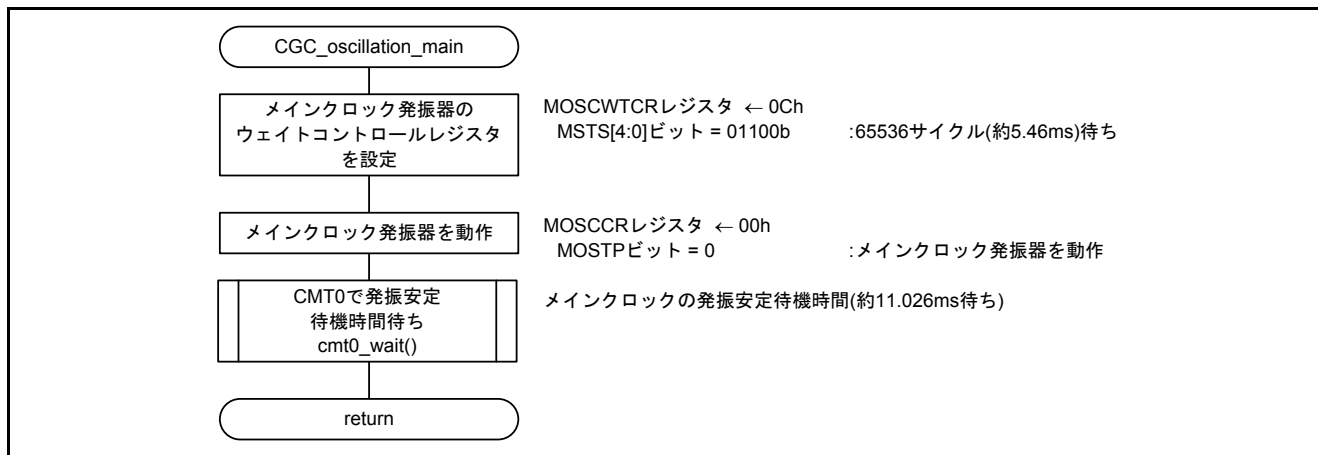 CGC_oscillation_main
メインクロック発振器の
ウェイトコントロールレジスタ
を設定
MOSCWTCRレジスタ ← 0Ch
MSTS[4:0]ビット = 01100b :65536サイクル(約5.46ms)待ち
メインクロック発振器を動作
MOSCCRレジスタ ← 00h
MOSTPビット = 0 :メインクロック発振器を動作
CMT0で発振安定
待機時間待ち
cmt0_wait()
メインクロックの発振安定待機時間(約11.026ms待ち)
return